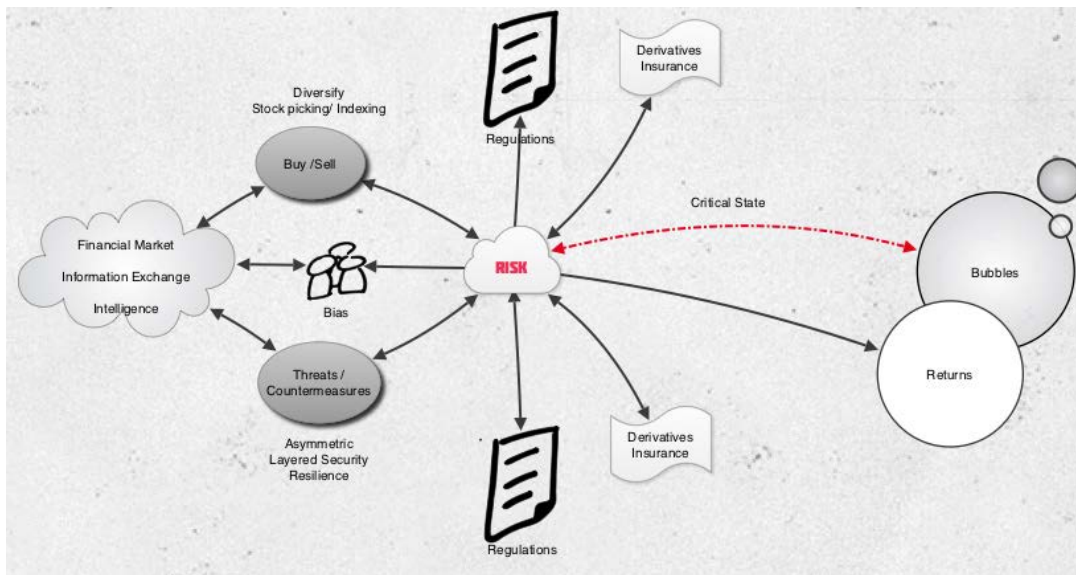 Derivatives
Insurance
Diversify
Stock picking/ Indexing
Regulations
Buy /Sell
Critical State
Financial Market
Information Exchange
Intelligence
RISK
Bubbles
Bias
Threats /
Countermeasures
Returns
Derivatives
Insurance
Asymmetric
Layered Security
Resilience
Regulations